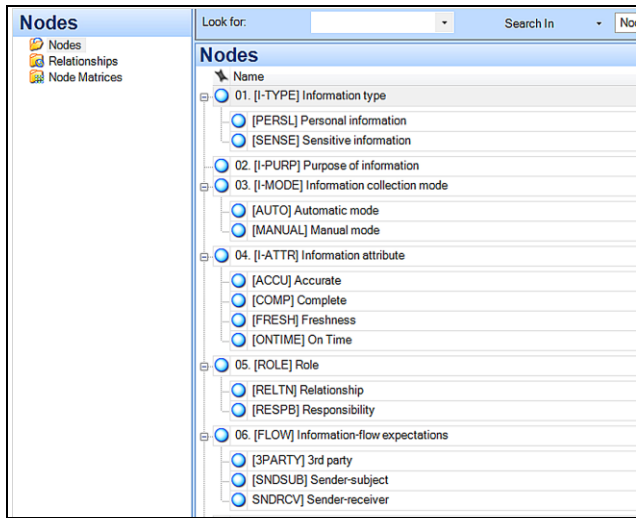 Nodes
Nodes
Relationships
Node Matrices
Look for:
Search In
Nodes
Name
01. [I-TYPE] Information type
[PERSL] Personal information
[SENSE] Sensitive information
02. [I-PURP] Purpose of information
03. [I-MODE] Information collection mode
[AUTO] Automatic mode
[MANUAL] Manual mode
04. [I-ATTR] Information attribute
[ACCU] Accurate
[COMP] Complete
[FRESH] Freshness
[ONTIME] On Time
05. [ROLE] Role
[RELTN] Relationship
[RESPB] Responsibility
06. [FLOW] Information-flow expectations
[3PARTY] 3rd party
[SNDSUB] Sender-subject
SNDRCV] Sender-receiver